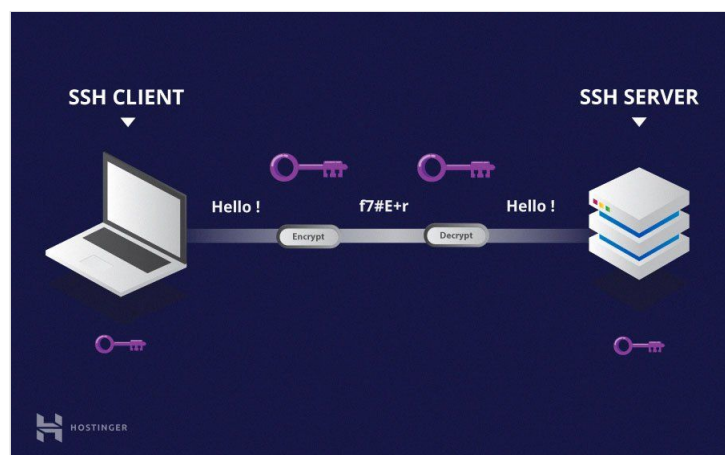 SSH CLIENT
SSH SERVER
Hello !
f7#E+r
Hello !
Encrypt
Decrypt
HOSTINGER